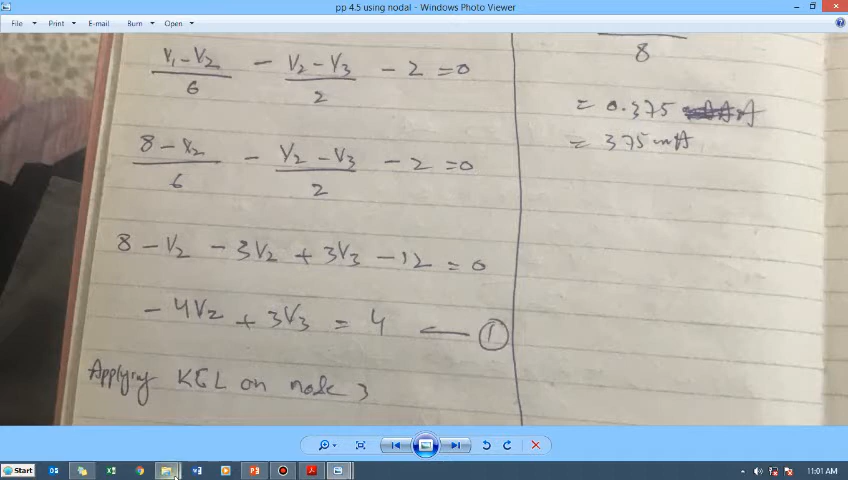 pp 4.5 using nodal - Windows Photo Viewer
File Print E-mail Burn Open
V1-V2/6 - V2-V3/2 - 2 = 0
8-V2/6 - V2-V3/2 - 2 = 0
8 - V2 - 3V2 + 3V3 - 12 = 0
- 4V2 + 3V3 = 4 ← ①
Applying KCL on node 3
8
= 0.375 A
= 375 mA
Start
11:01 AM